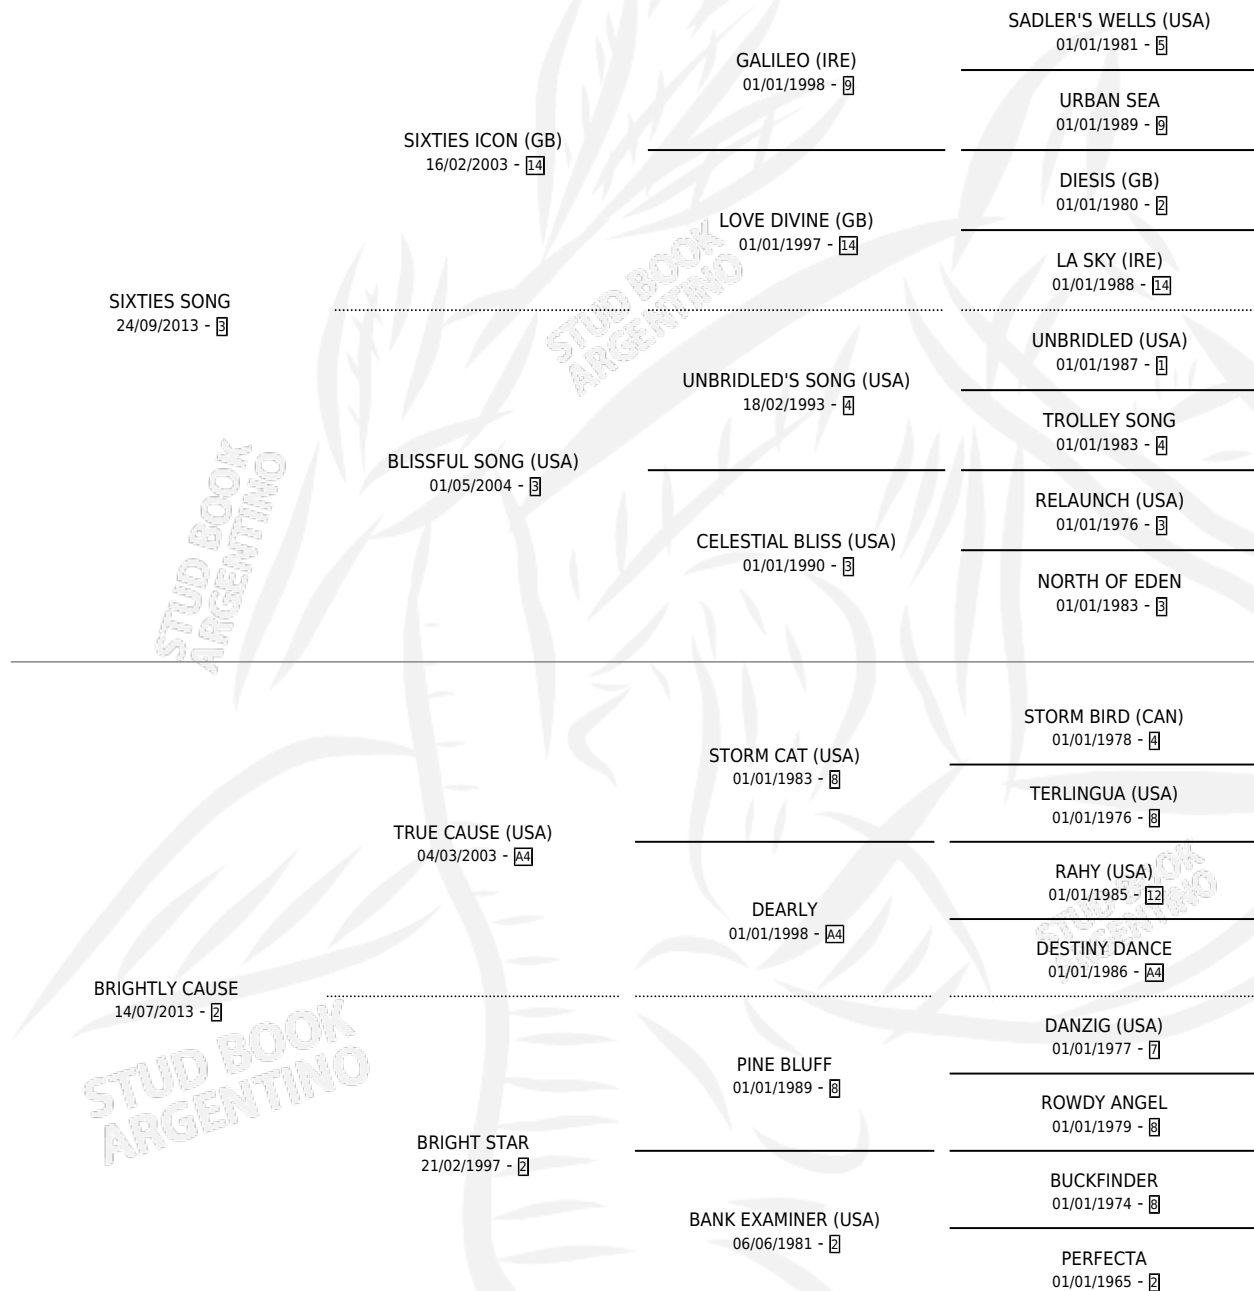 SADLER'S WELLS (USA)
01/01/1981 - 5
GALILEO (IRE)
01/01/1998 - 9
URBAN SEA
01/01/1989 - 9
SIXTIES ICON (GB)
16/02/2003 - 14
DIESIS (GB)
01/01/1980 - 2
LOVE DIVINE (GB)
01/01/1997 - 14
LA SKY (IRE)
01/01/1988 - 14
SIXTIES SONG
24/09/2013 - 3
STUD BOOK
ARGENTINO
UNBRIDLED (USA)
01/01/1987 - 1
UNBRIDLED'S SONG (USA)
18/02/1993 - 4
TROLLEY SONG
01/01/1983 - 4
BLISSFUL SONG (USA)
01/05/2004 - 3
RELAUNCH (USA)
01/01/1976 - 3
CELESTIAL BLISS (USA)
01/01/1990 - 3
NORTH OF EDEN
01/01/1983 - 3
STUD BOOK
ARGENTINO
STORM BIRD (CAN)
01/01/1978 - 4
STORM CAT (USA)
01/01/1983 - 8
TERLINGUA (USA)
01/01/1976 - 8
TRUE CAUSE (USA)
04/03/2003 - A4
RAHY (USA)
01/01/1985 - 12
STUD BOOK
ARGENTINO
DEARLY
01/01/1998 - A4
DESTINY DANCE
01/01/1986 - A4
BRIGHTLY CAUSE
14/07/2013 - 2
STUD BOOK
ARGENTINO
DANZIG (USA)
01/01/1977 - 7
PINE BLUFF
01/01/1989 - 8
ROWDY ANGEL
01/01/1979 - 8
BRIGHT STAR
21/02/1997 - 2
BUCKFINDER
01/01/1974 - 8
BANK EXAMINER (USA)
06/06/1981 - 2
PERFECTA
01/01/1965 - 2